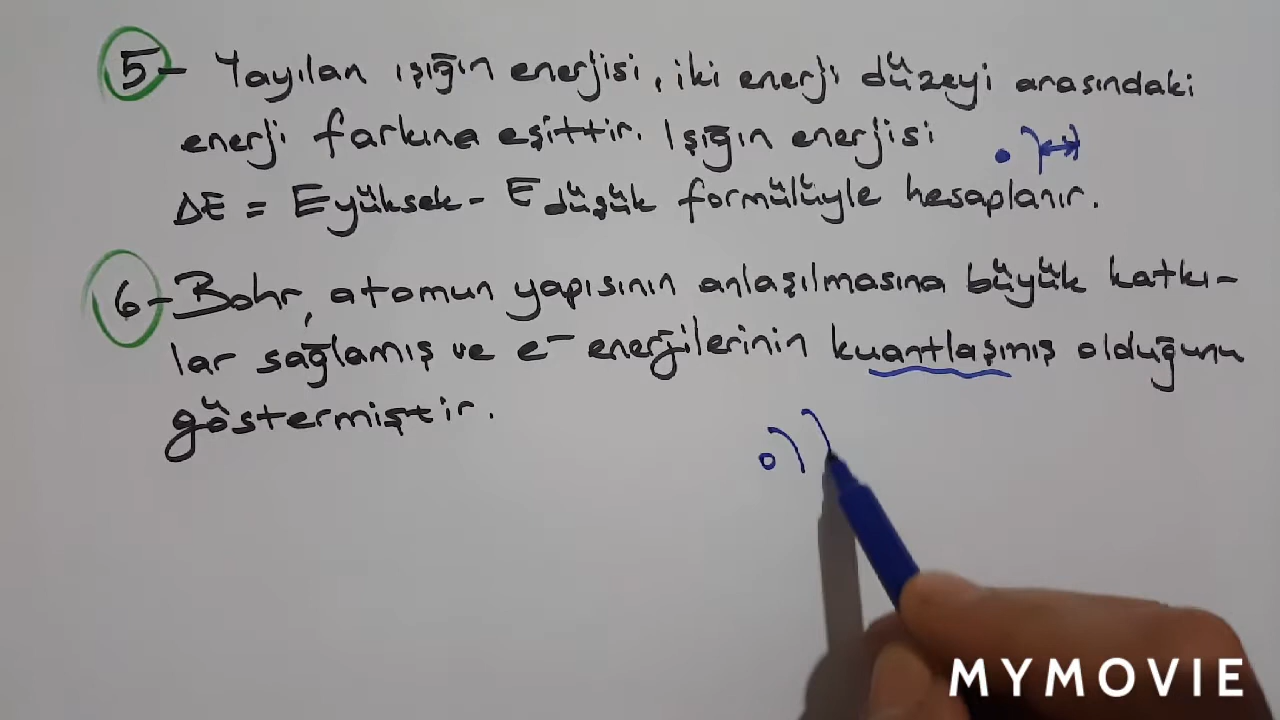 5- Yayılan ışığın enerjisi, iki enerji düzeyi arasındaki
enerji farkına eşittir. Işığın enerjisi
ΔE = Eyüksek - Edüşük formülüyle hesaplanır.
6- Bohr, atomun yapısının anlaşılmasına büyük katkı-
lar sağlamış ve e⁻ enerjilerinin kuantlaşmış olduğunu
göstermiştir.
MYMOVIE